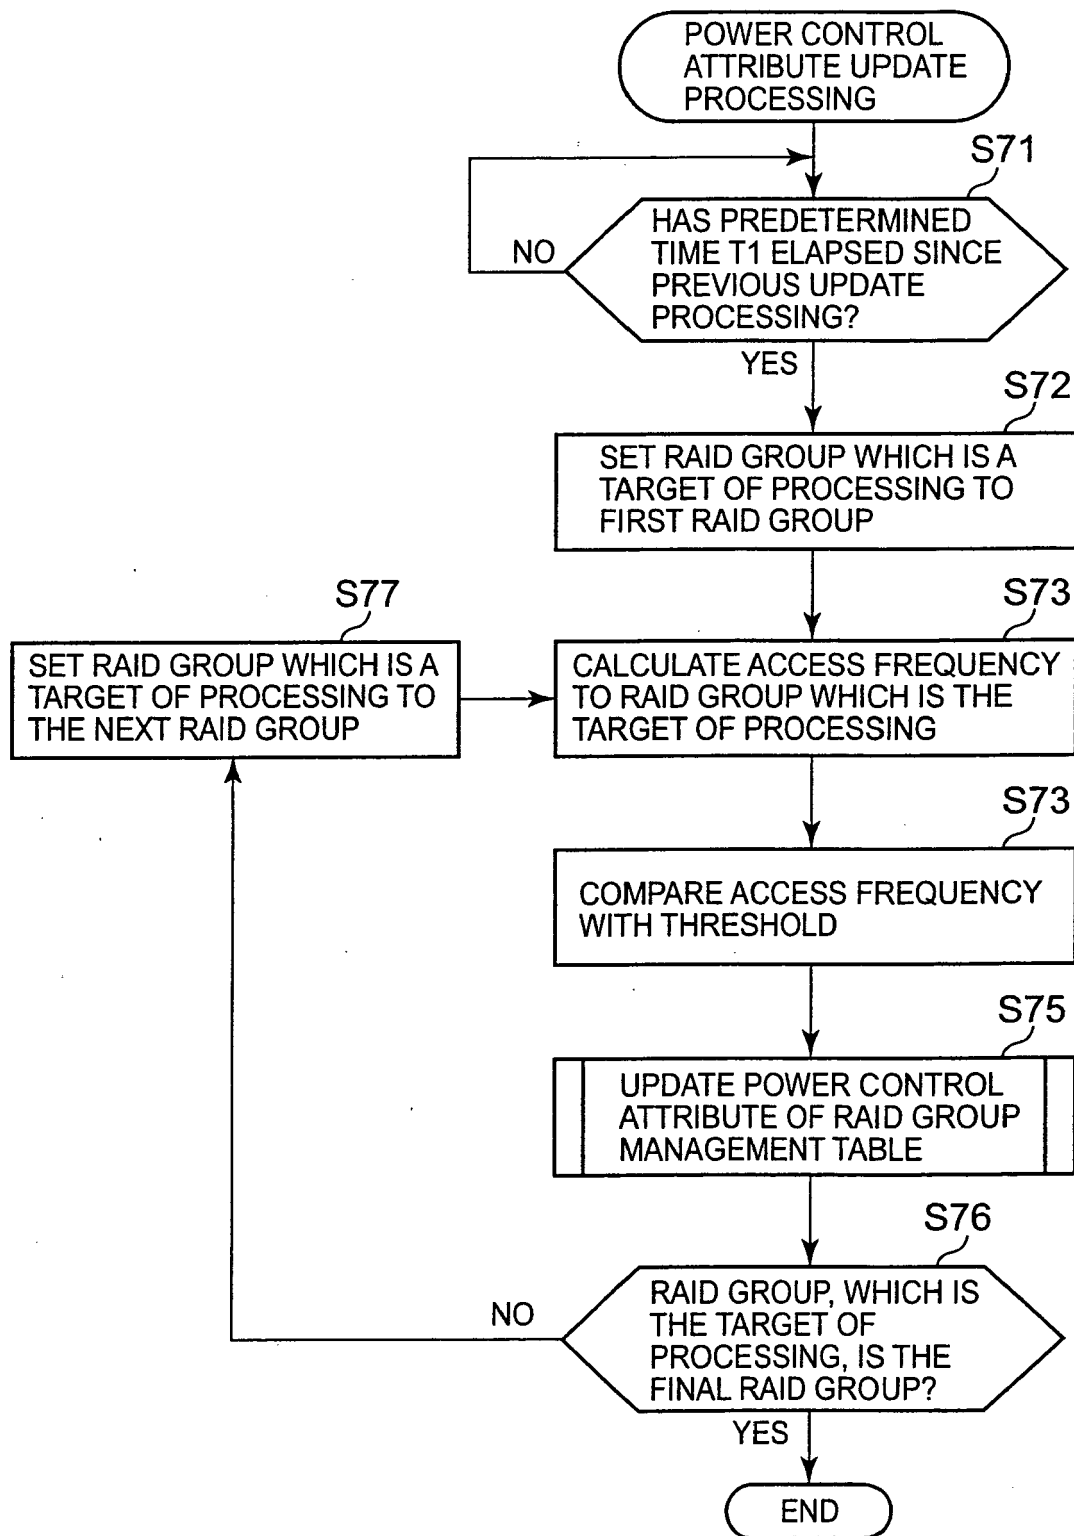 POWER CONTROL
ATTRIBUTE UPDATE
PROCESSING
S71
HAS PREDETERMINED
TIME T1 ELAPSED SINCE
PREVIOUS UPDATE
PROCESSING?
NO
YES
S72
SET RAID GROUP WHICH IS A
TARGET OF PROCESSING TO
FIRST RAID GROUP
S77
SET RAID GROUP WHICH IS A
TARGET OF PROCESSING TO
THE NEXT RAID GROUP
S73
CALCULATE ACCESS FREQUENCY
TO RAID GROUP WHICH IS THE
TARGET OF PROCESSING
S73
COMPARE ACCESS FREQUENCY
WITH THRESHOLD
S75
UPDATE POWER CONTROL
ATTRIBUTE OF RAID GROUP
MANAGEMENT TABLE
S76
RAID GROUP, WHICH IS
THE TARGET OF
PROCESSING, IS THE
FINAL RAID GROUP?
NO
YES
END